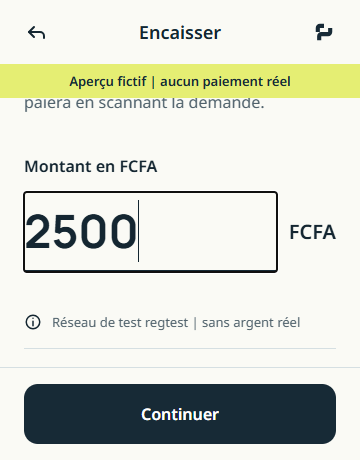 Encaisser
Aperçu fictif | aucun paiement réel
paiera en scannant la demande.
Montant en FCFA
2500 FCFA
Réseau de test regtest | sans argent réel
Continuer